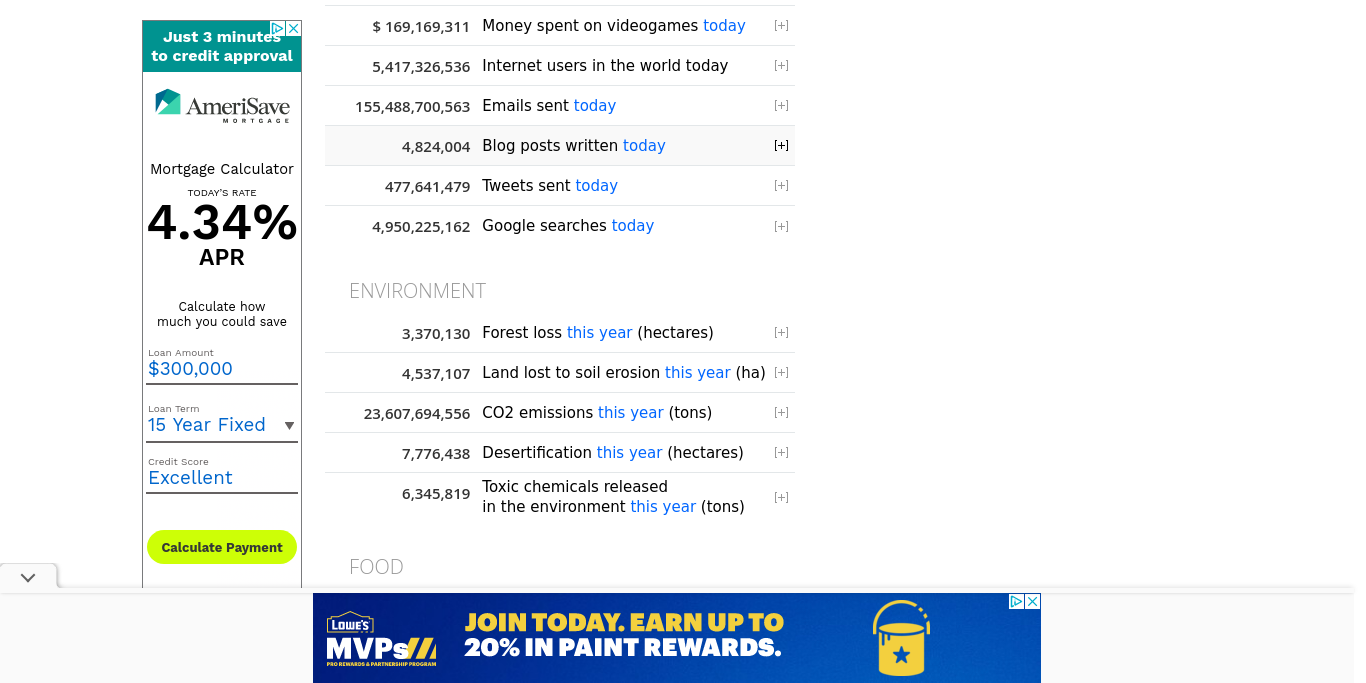 $ 169,169,311 Money spent on videogames today [+]
5,417,326,536 Internet users in the world today [+]
155,488,700,563 Emails sent today [+]
4,824,004 Blog posts written today [+]
477,641,479 Tweets sent today [+]
4,950,225,162 Google searches today [+]
ENVIRONMENT
3,370,130 Forest loss this year (hectares) [+]
4,537,107 Land lost to soil erosion this year (ha) [+]
23,607,694,556 CO2 emissions this year (tons) [+]
7,776,438 Desertification this year (hectares) [+]
6,345,819 Toxic chemicals released
in the environment this year (tons) [+]
FOOD
Just 3 minutes
to credit approval
AmeriSave
MORTGAGE
Mortgage Calculator
TODAY'S RATE
4.34%
APR
Calculate how
much you could save
Loan Amount
$300,000
Loan Term
15 Year Fixed
Credit Score
Excellent
Calculate Payment
LOWE'S
MVPs
PRO REWARDS & PARTNERSHIP PROGRAM
JOIN TODAY. EARN UP TO
20% IN PAINT REWARDS.